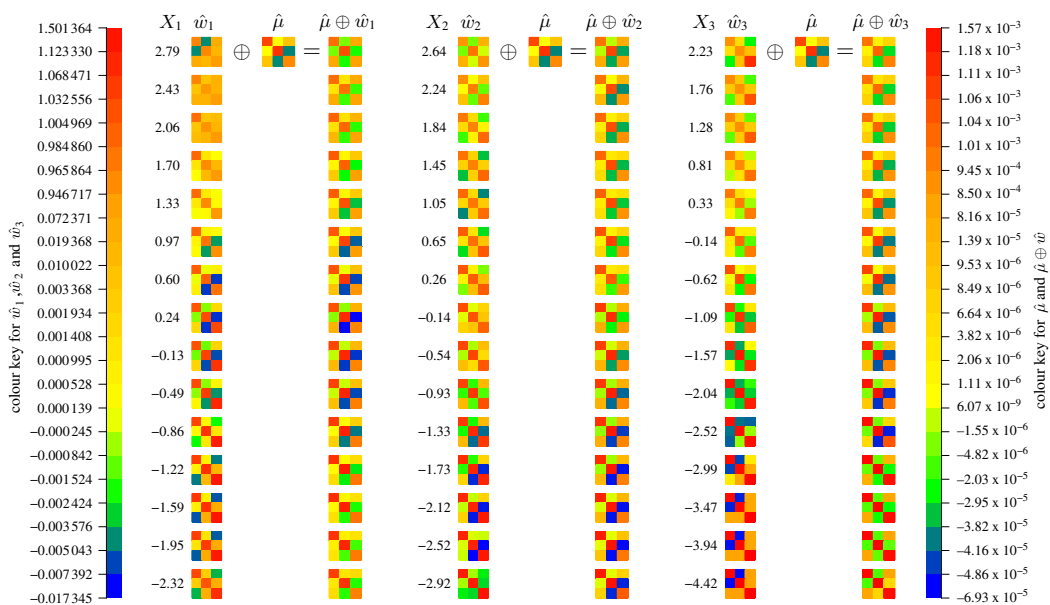 X₁ ŵ₁ μ̂ μ̂ ⊕ ŵ₁ X₂ ŵ₂ μ̂ μ̂ ⊕ ŵ₂ X₃ ŵ₃ μ̂ μ̂ ⊕ ŵ₃
colour key for ŵ₁,ŵ₂ and ŵ₃
1.501364
1.123330
1.068471
1.032556
1.004969
0.984860
0.965864
0.946717
0.072371
0.019368
0.010022
0.003368
0.001934
0.001408
0.000995
0.000528
0.000139
−0.000245
−0.000842
−0.001524
−0.002424
−0.003576
−0.005043
−0.007392
−0.017345
2.79 ⊕ =
2.43
2.06
1.70
1.33
0.97
0.60
0.24
−0.13
−0.49
−0.86
−1.22
−1.59
−1.95
−2.32
2.64 ⊕ =
2.24
1.84
1.45
1.05
0.65
0.26
−0.14
−0.54
−0.93
−1.33
−1.73
−2.12
−2.52
−2.92
2.23 ⊕ =
1.76
1.28
0.81
0.33
−0.14
−0.62
−1.09
−1.57
−2.04
−2.52
−2.99
−3.47
−3.94
−4.42
1.57 x 10⁻³
1.18 x 10⁻³
1.11 x 10⁻³
1.06 x 10⁻³
1.04 x 10⁻³
1.01 x 10⁻³
9.45 x 10⁻⁴
8.50 x 10⁻⁴
8.16 x 10⁻⁵
1.39 x 10⁻⁵
9.53 x 10⁻⁶
8.49 x 10⁻⁶
6.64 x 10⁻⁶
3.82 x 10⁻⁶
2.06 x 10⁻⁶
1.11 x 10⁻⁶
6.07 x 10⁻⁹
−1.55 x 10⁻⁶
−4.82 x 10⁻⁶
−2.03 x 10⁻⁵
−2.95 x 10⁻⁵
−3.82 x 10⁻⁵
−4.16 x 10⁻⁵
−4.86 x 10⁻⁵
−6.93 x 10⁻⁵
colour key for μ̂ and μ̂ ⊕ ŵ